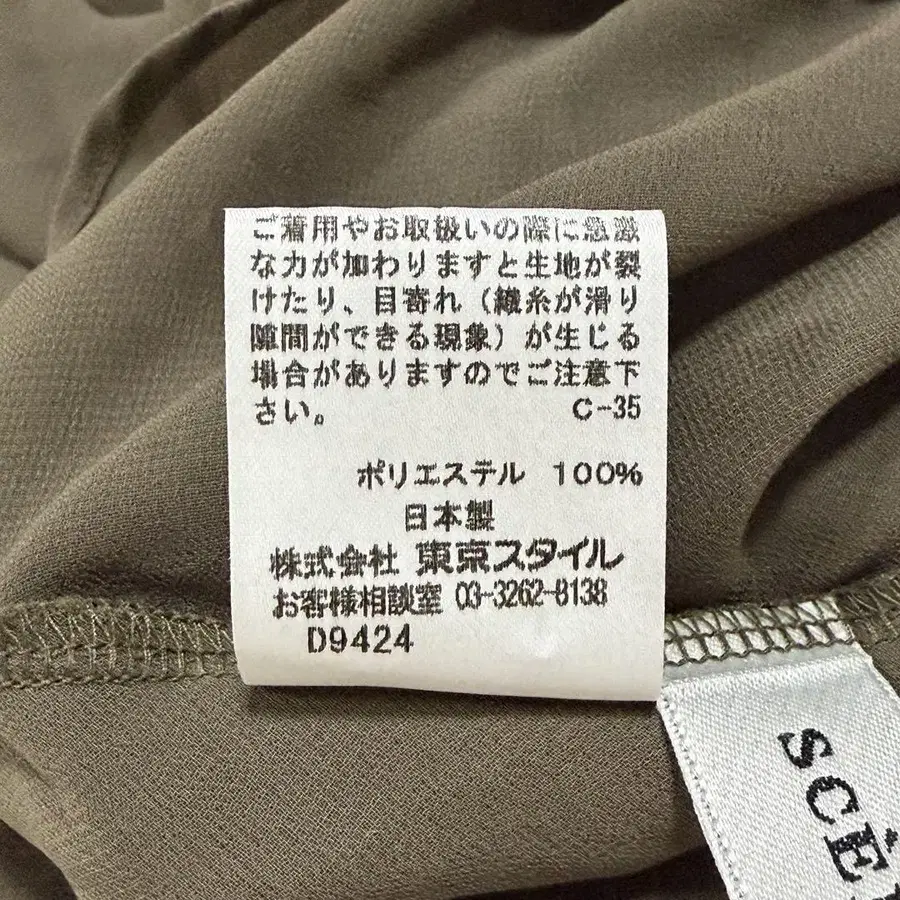 ご着用やお取扱いの際に急激
な力が加わりますと生地が裂
けたり、目寄れ（織糸が滑り
隙間ができる現象）が生じる
場合がありますのでご注意下
さい。 C-35
ポリエステル 100%
日本製
株式会社 東京スタイル
お客様相談室 03-3262-8138
D9424